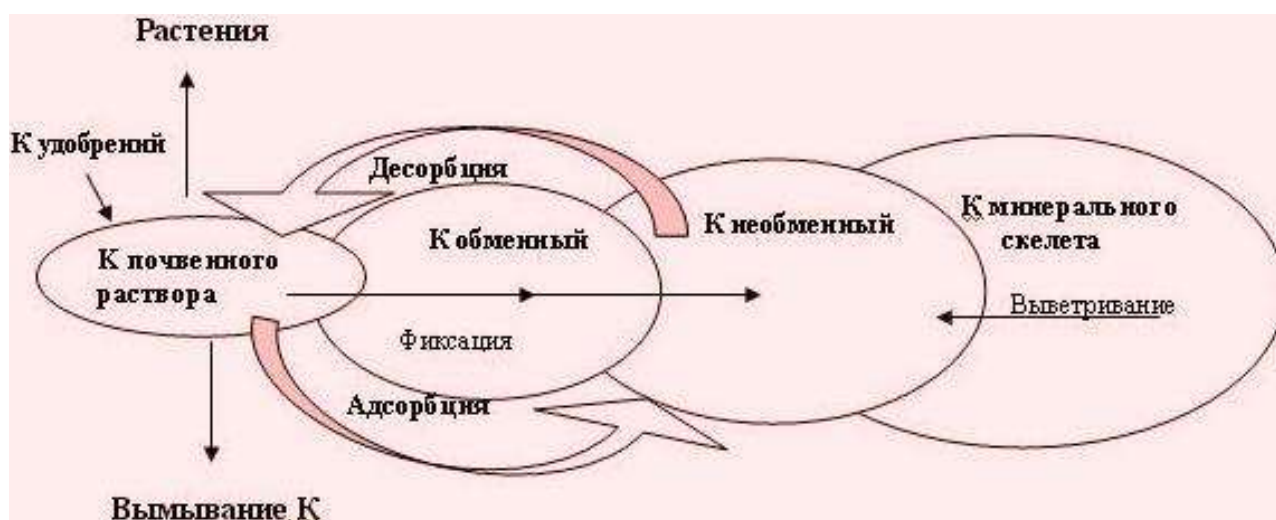 Растения
К удобрений
Десорбция
К обменный
К необменный
К минерального
скелета
К почвенного
раствора
Выветривание
Фиксация
Адсорбция
Вымывание К